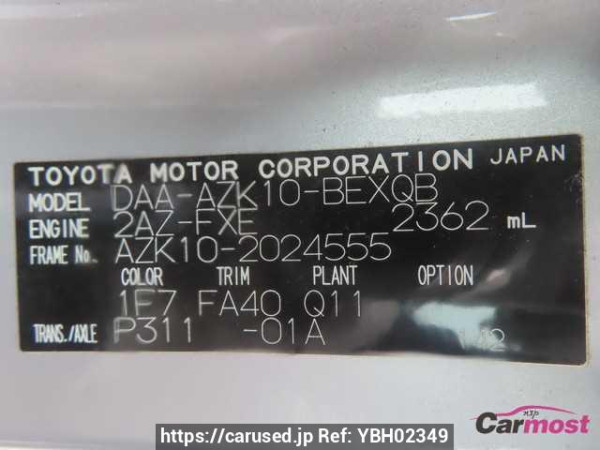 TOYOTA MOTOR CORPORATION JAPAN
MODEL DAA-AZK10-BEXQB
ENGINE 2AZ-FXE 2362 mL
FRAME No. AZK10-2024555
COLOR TRIM PLANT OPTION
1F7 FA40 Q11
TRANS./AXLE P311 -01A
Carmost
https://carused.jp Ref: YBH02349